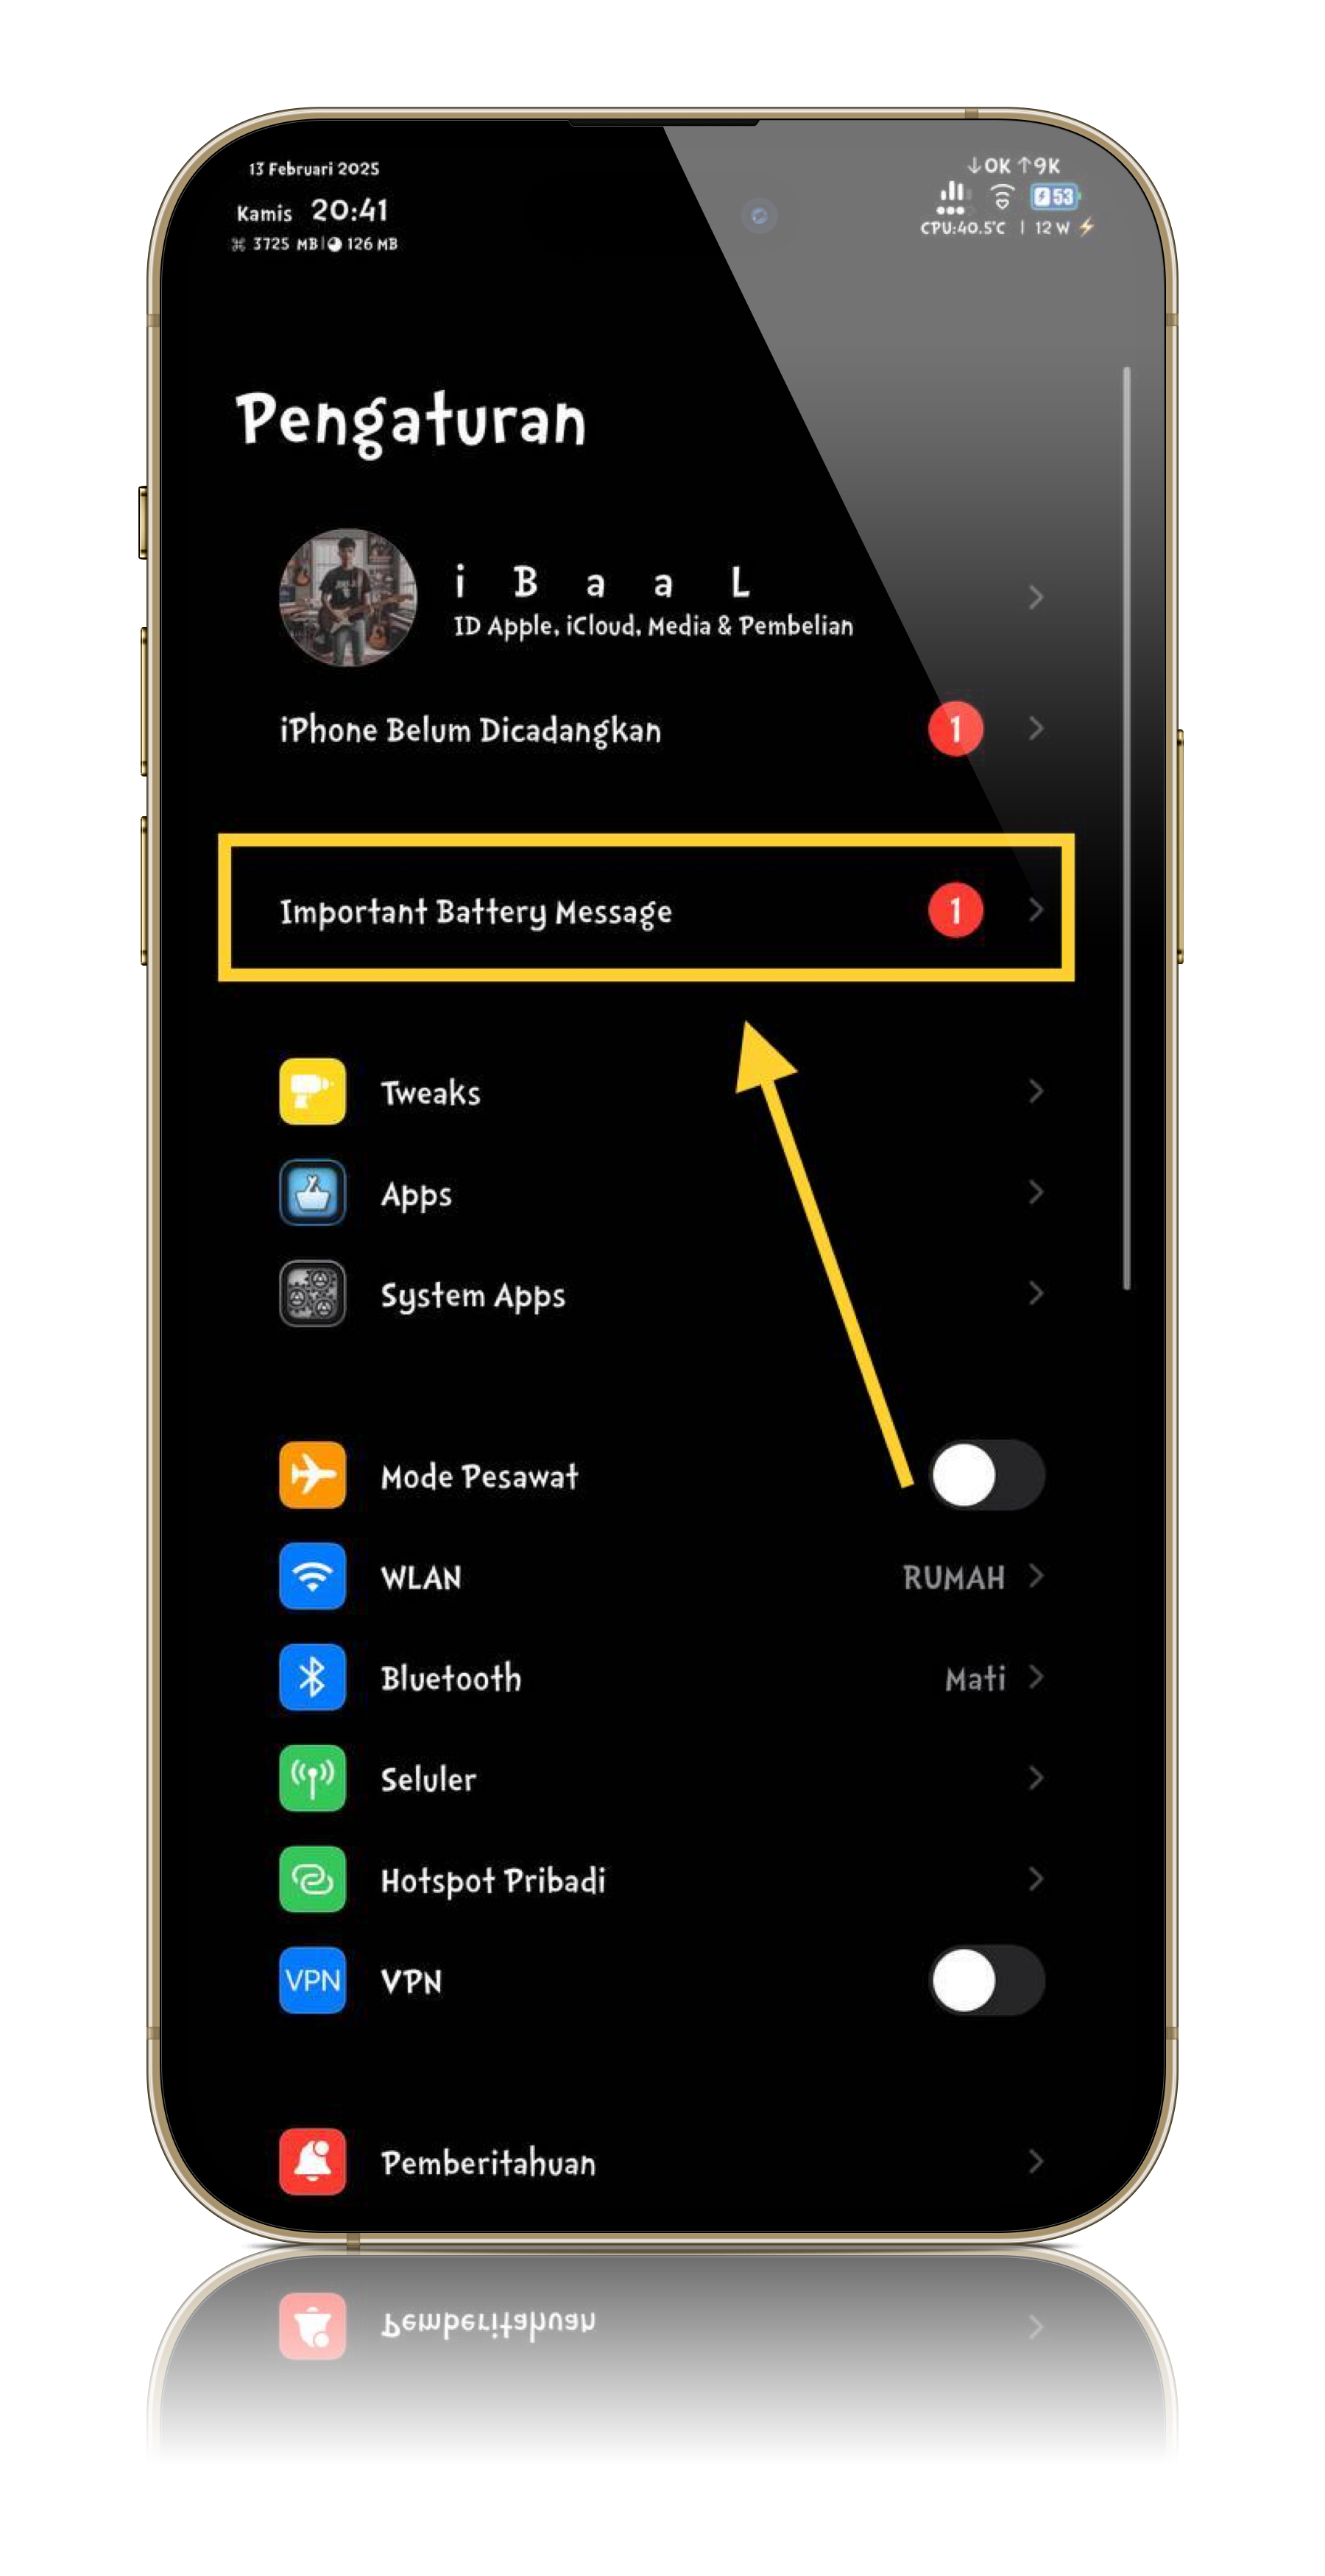 13 Februari 2025
Kamis 20:41
⌘ 3725 MB | 126 MB
↓0K ↑9K
53
CPU:40.5°C | 12 W ⚡
Pengaturan
i B a a L
ID Apple, iCloud, Media & Pembelian
iPhone Belum Dicadangkan 1
Important Battery Message 1
Tweaks
Apps
System Apps
Mode Pesawat
WLAN RUMAH
Bluetooth Mati
Seluler
Hotspot Pribadi
VPN VPN
Pemberitahuan
Pemberitahuan